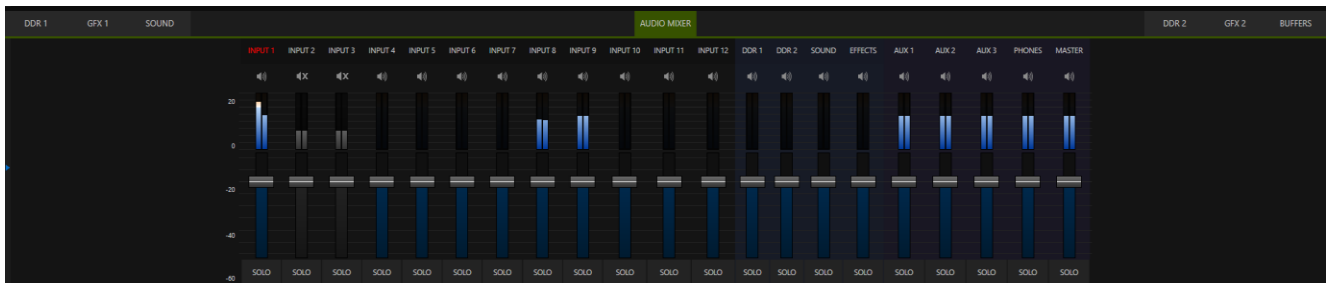 DDR 1 GFX 1 SOUND AUDIO MIXER DDR 2 GFX 2 BUFFERS
INPUT 1 INPUT 2 INPUT 3 INPUT 4 INPUT 5 INPUT 6 INPUT 7 INPUT 8 INPUT 9 INPUT 10 INPUT 11 INPUT 12 DDR 1 DDR 2 SOUND EFFECTS AUX 1 AUX 2 AUX 3 PHONES MASTER
20
0
-20
-40
-60 SOLO SOLO SOLO SOLO SOLO SOLO SOLO SOLO SOLO SOLO SOLO SOLO SOLO SOLO SOLO SOLO SOLO SOLO SOLO SOLO SOLO